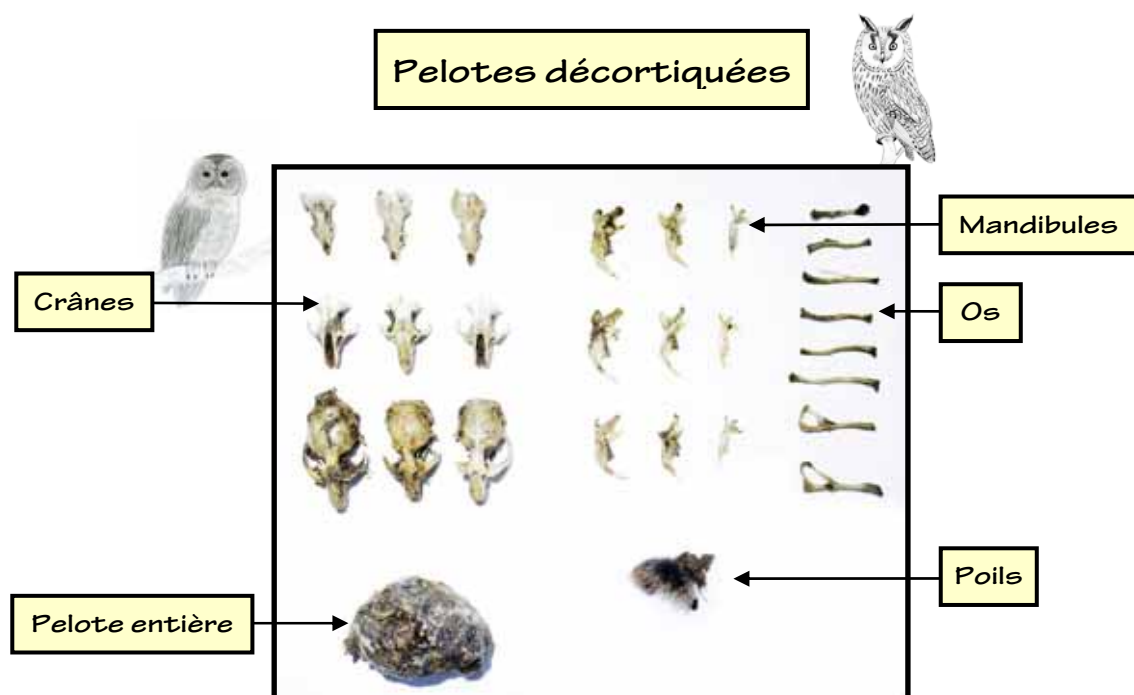 Pelotes décortiquées
Mandibules
Crânes
Os
Poils
Pelote entière